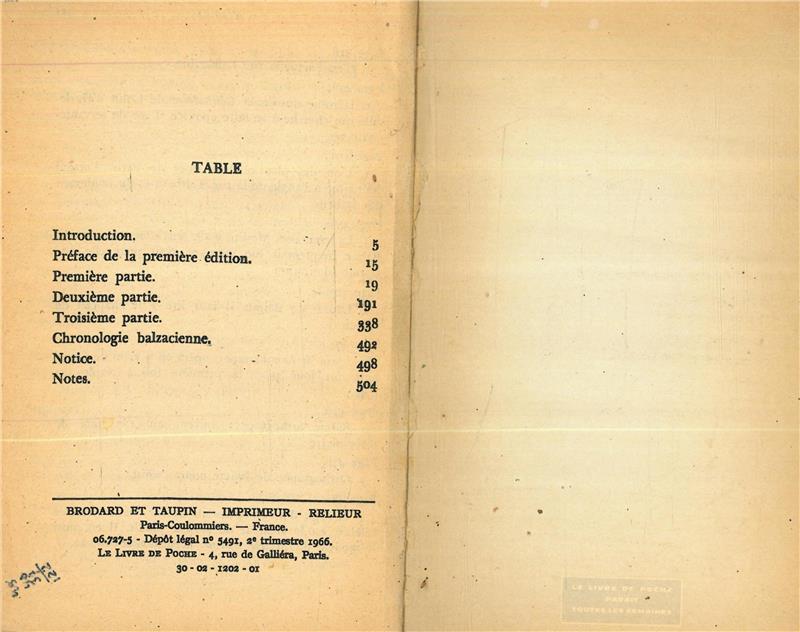 TABLE
Introduction. 5
Préface de la première édition. 15
Première partie. 19
Deuxième partie. 191
Troisième partie. 338
Chronologie balzacienne. 492
Notice. 498
Notes. 504
BRODARD ET TAUPIN — IMPRIMEUR - RELIEUR
Paris-Coulommiers. — France.
06.727-5 - Dépôt légal nº 5491, 2e trimestre 1966.
LE LIVRE DE POCHE - 4, rue de Galliéra, Paris.
30 - 02 - 1202 - 01
LE LIVRE DE POCHE
PARAIT
TOUTES LES SEMAINES